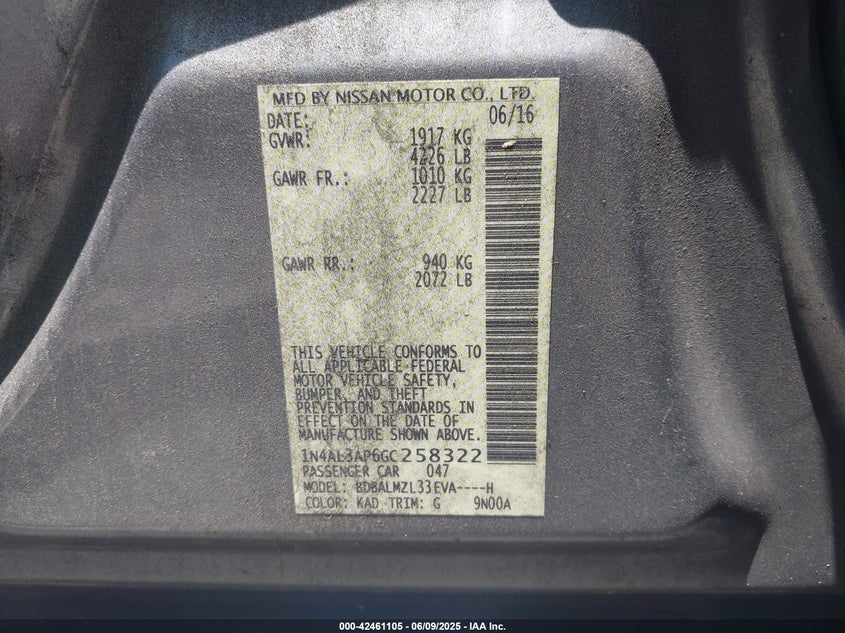 MFD BY NISSAN MOTOR CO., LTD.
DATE: 06/16
GVWR: 1917 KG
4226 LB
GAWR FR.: 1010 KG
2227 LB
GAWR RR.: 940 KG
2072 LB
THIS VEHICLE CONFORMS TO
ALL APPLICABLE FEDERAL
MOTOR VEHICLE SAFETY,
BUMPER, AND THEFT
PREVENTION STANDARDS IN
EFFECT ON THE DATE OF
MANUFACTURE SHOWN ABOVE.
1N4AL3AP6GC258322
PASSENGER CAR 047
MODEL: BDBALMZL33EVA----H
COLOR: KAD TRIM: G 9N00A
000-42461105 / 06/09/2025 - IAA Inc.